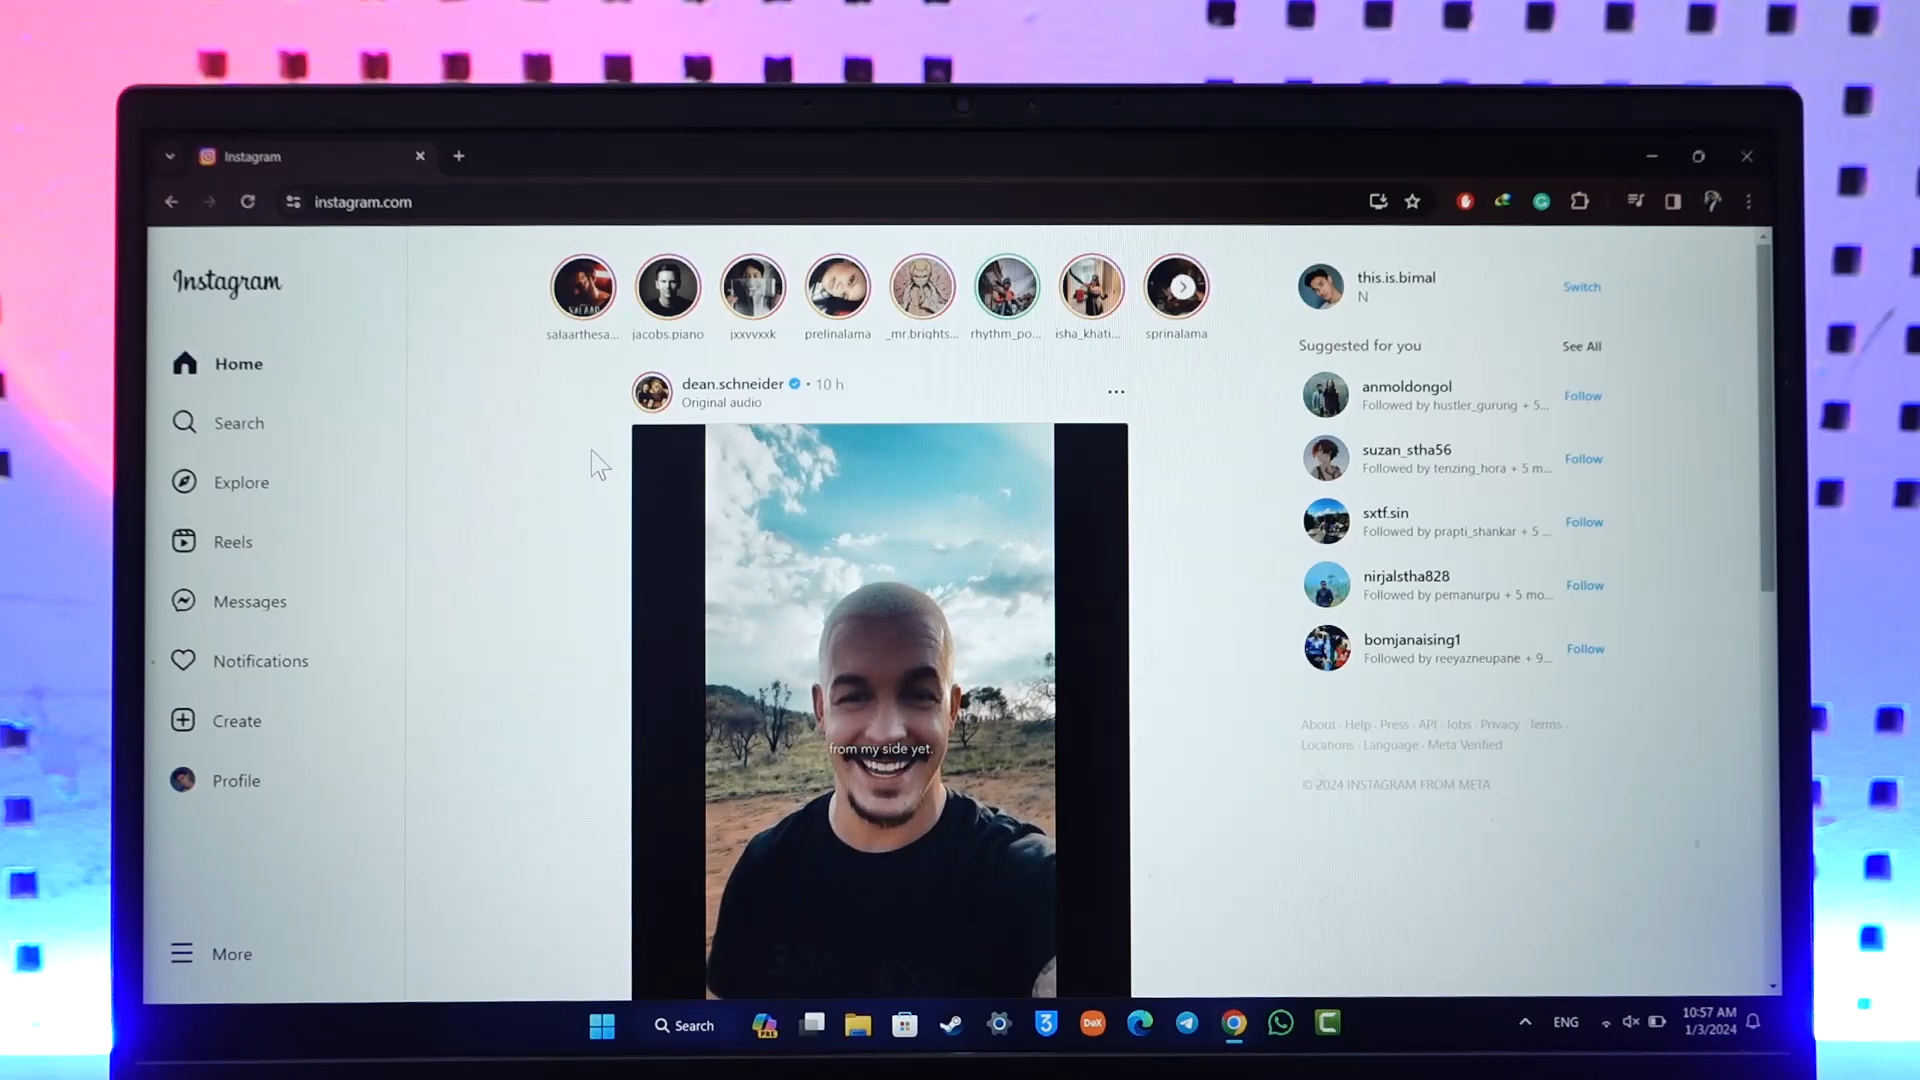 Instagram
instagram.com
Instagram
Home
Search
Explore
Reels
Messages
Notifications
Create
Profile
More
SALAAR
salaarthesa...
jacobs.piano
jxxvvxxk
prelinalama
_mr.brights...
rhythm_po...
isha_khati...
sprinalama
dean.schneider • 10 h
Original audio
from my side yet.
this.is.bimal
N
Switch
Suggested for you
See All
anmoldongol
Followed by hustler_gurung + 5...
Follow
suzan_stha56
Followed by tenzing_hora + 5 m...
Follow
sxtf.sin
Followed by prapti_shankar + 5 ...
Follow
nirjalstha828
Followed by pemanurpu + 5 mo...
Follow
bomjanaising1
Followed by reeyazneupane + 9...
Follow
About · Help · Press · API · Jobs · Privacy · Terms ·
Locations · Language · Meta Verified
© 2024 INSTAGRAM FROM META
Search
PRE
3
DuX
C
ENG
10:57 AM
1/3/2024